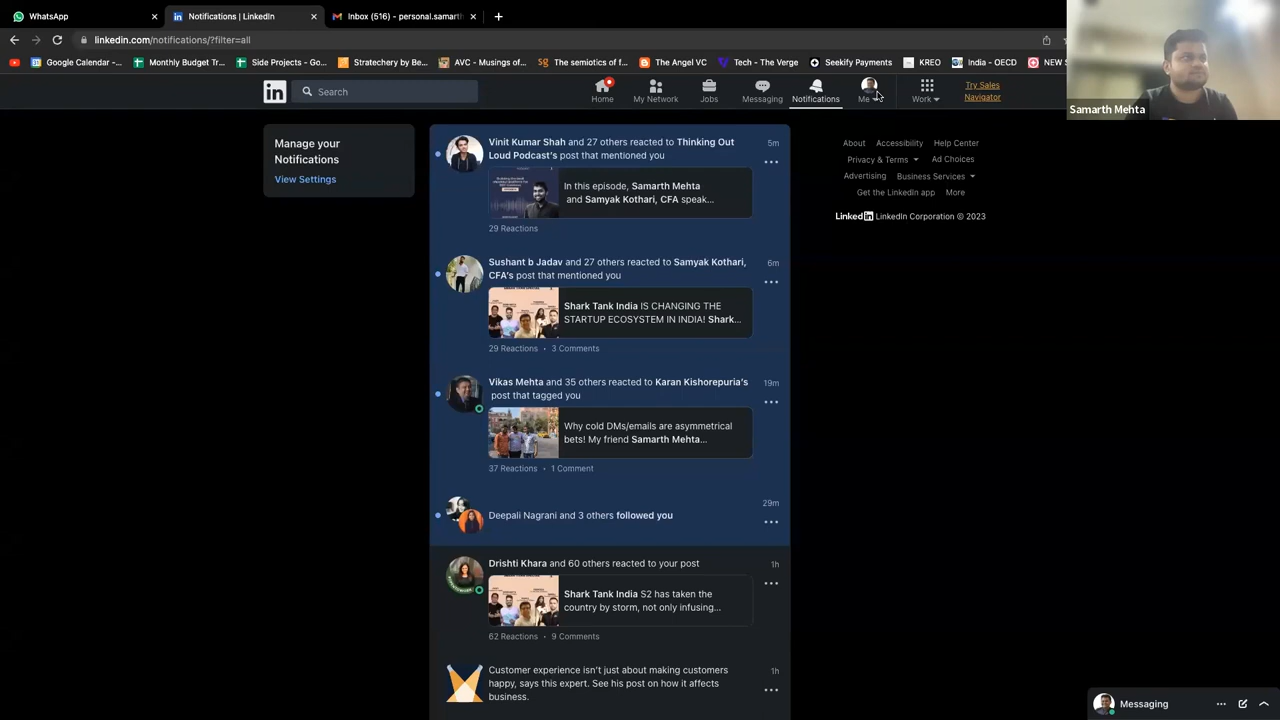 WhatsApp
Notifications | LinkedIn
Inbox (516) - personal.samarth
linkedin.com/notifications/?filter=all
Google Calendar -...
Monthly Budget Tr...
Side Projects - Go...
Stratechery by Be...
AVC - Musings of...
The semiotics of f...
The Angel VC
Tech - The Verge
Seekify Payments
KREO
India - OECD
NEW S
in
Search
Home
My Network
Jobs
Messaging
Notifications
Me
Work
Try Sales
Navigator
Samarth Mehta
Manage your
Notifications
View Settings
Vinit Kumar Shah and 27 others reacted to Thinking Out
Loud Podcast's post that mentioned you
5m
In this episode, Samarth Mehta
and Samyak Kothari, CFA speak...
29 Reactions
Sushant b Jadav and 27 others reacted to Samyak Kothari,
CFA's post that mentioned you
6m
Shark Tank India IS CHANGING THE
STARTUP ECOSYSTEM IN INDIA! Shark...
29 Reactions • 3 Comments
Vikas Mehta and 35 others reacted to Karan Kishorepuria's
post that tagged you
19m
Why cold DMs/emails are asymmetrical
bets! My friend Samarth Mehta...
37 Reactions • 1 Comment
29m
Deepali Nagrani and 3 others followed you
Drishti Khara and 60 others reacted to your post
1h
Shark Tank India S2 has taken the
country by storm, not only infusing...
62 Reactions • 9 Comments
Customer experience isn't just about making customers
happy, says this expert. See his post on how it affects
business.
1h
About Accessibility Help Center
Privacy & Terms Ad Choices
Advertising Business Services
Get the LinkedIn app More
LinkedIn LinkedIn Corporation © 2023
Messaging